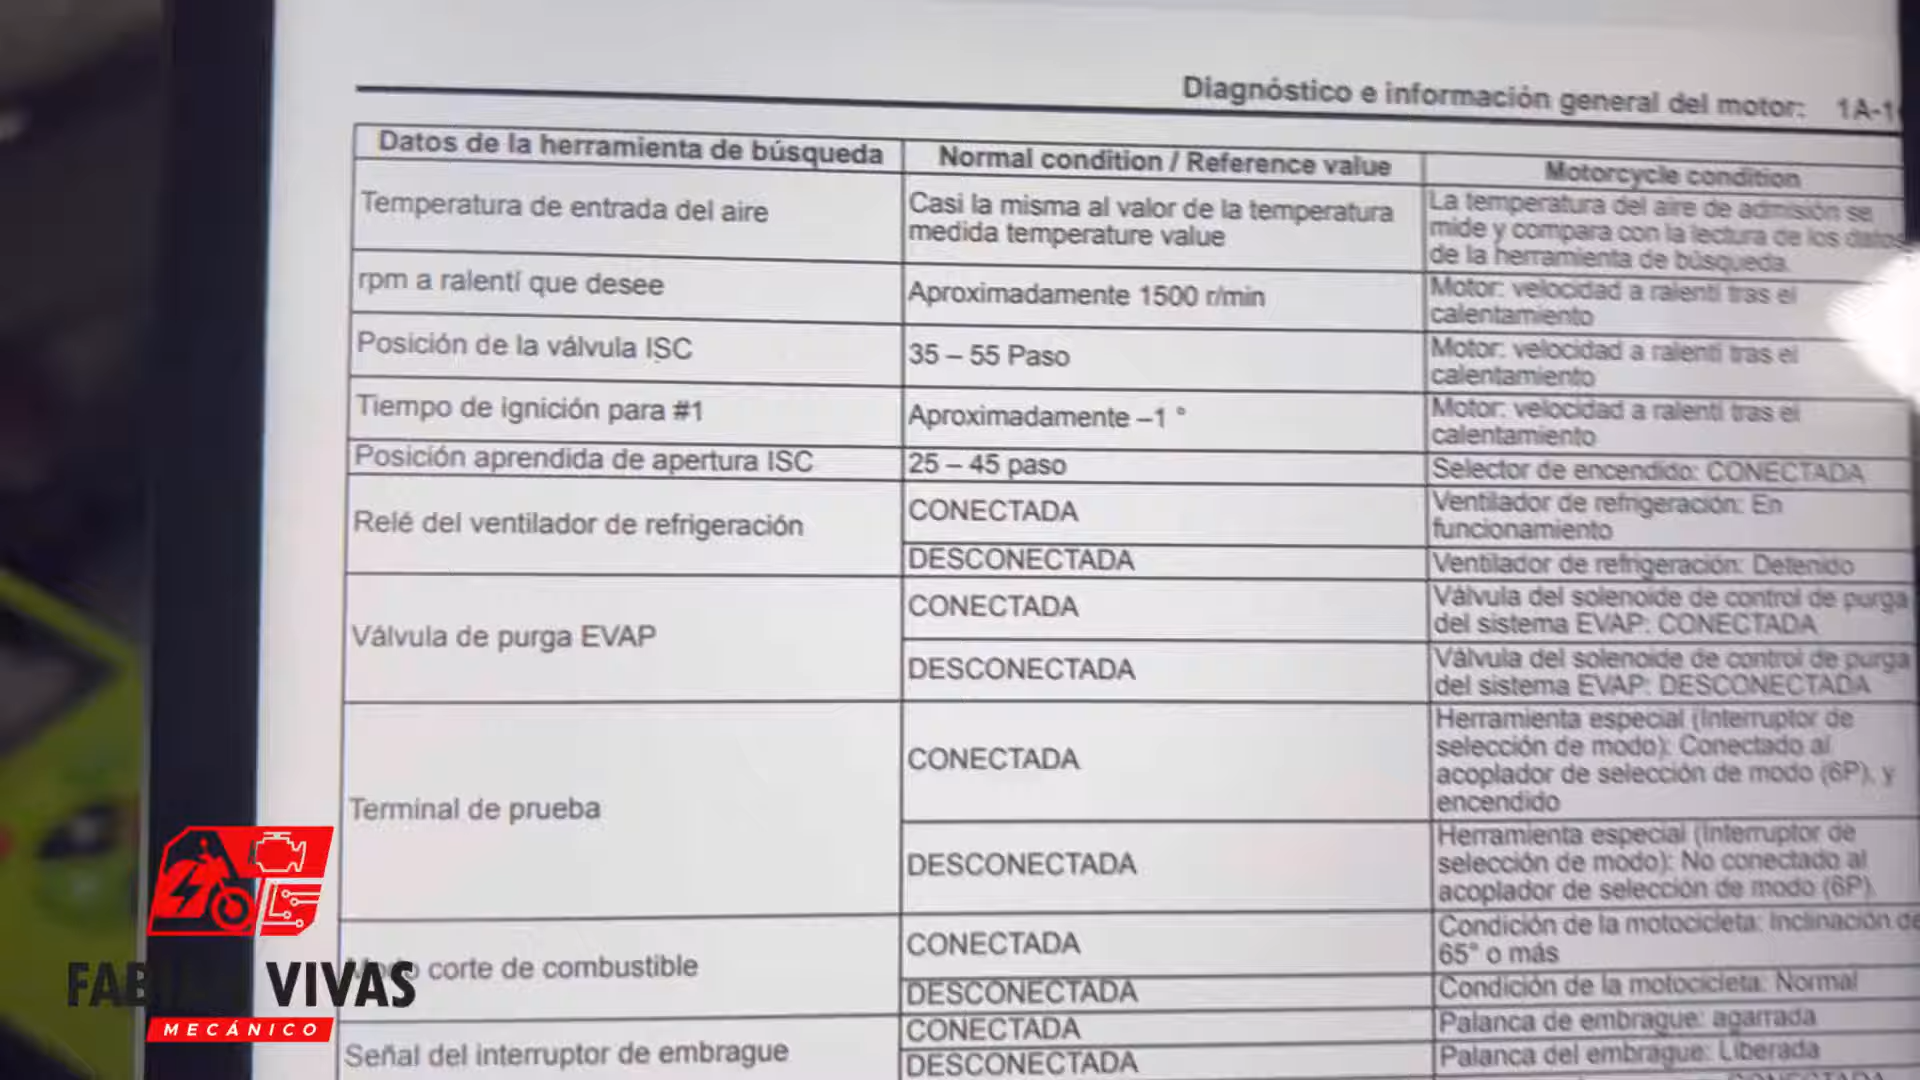 Diagnóstico e información general del motor: 1A-1
Datos de la herramienta de búsqueda
Normal condition / Reference value
Motorcycle condition
Temperatura de entrada del aire
Casi la misma al valor de la temperatura
medida temperature value
La temperatura del aire de admisión se
mide y compara con la lectura de los datos
de la herramienta de búsqueda.
rpm a ralentí que desee
Aproximadamente 1500 r/min
Motor: velocidad a ralentí tras el
calentamiento
Posición de la válvula ISC
35 – 55 Paso
Motor: velocidad a ralentí tras el
calentamiento
Tiempo de ignición para #1
Aproximadamente –1 °
Motor: velocidad a ralentí tras el
calentamiento
Posición aprendida de apertura ISC
25 – 45 paso
Selector de encendido: CONECTADA
Relé del ventilador de refrigeración
CONECTADA
Ventilador de refrigeración: En
funcionamiento
DESCONECTADA
Ventilador de refrigeración: Detenido
Válvula de purga EVAP
CONECTADA
Válvula del solenoide de control de purga
del sistema EVAP: CONECTADA
DESCONECTADA
Válvula del solenoide de control de purga
del sistema EVAP: DESCONECTADA
Terminal de prueba
CONECTADA
Herramienta especial (Interruptor de
selección de modo): Conectado al
acoplador de selección de modo (6P), y
encendido
DESCONECTADA
Herramienta especial (Interruptor de
selección de modo): No conectado al
acoplador de selección de modo (6P).
corte de combustible
CONECTADA
Condición de la motocicleta: Inclinación de
65° o más
DESCONECTADA
Condición de la motocicleta: Normal
Señal del interruptor de embrague
CONECTADA
Palanca de embrague: agarrada
DESCONECTADA
Palanca del embrague: Liberada
VIVAS
MECÁNICO